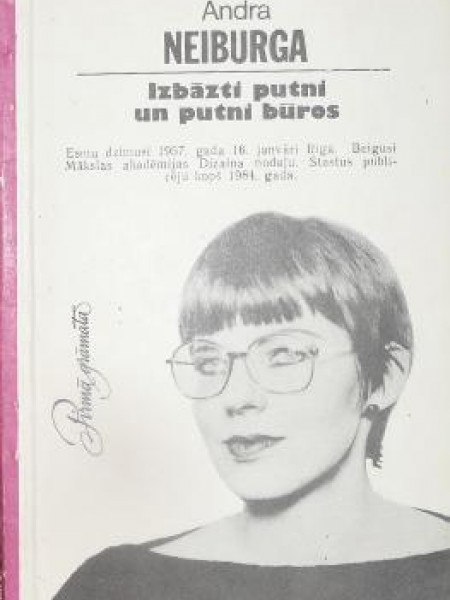 Andra
NEIBURGA
Izbāzti putni
un putni būros
Esmu dzimusi 1957. gada 16. janvārī Rīgā. Beigusi
Mākslas akadēmijas Dizaina nodaļu. Stāstus publi-
cēju kopš 1984. gada.
Pirmā grāmata